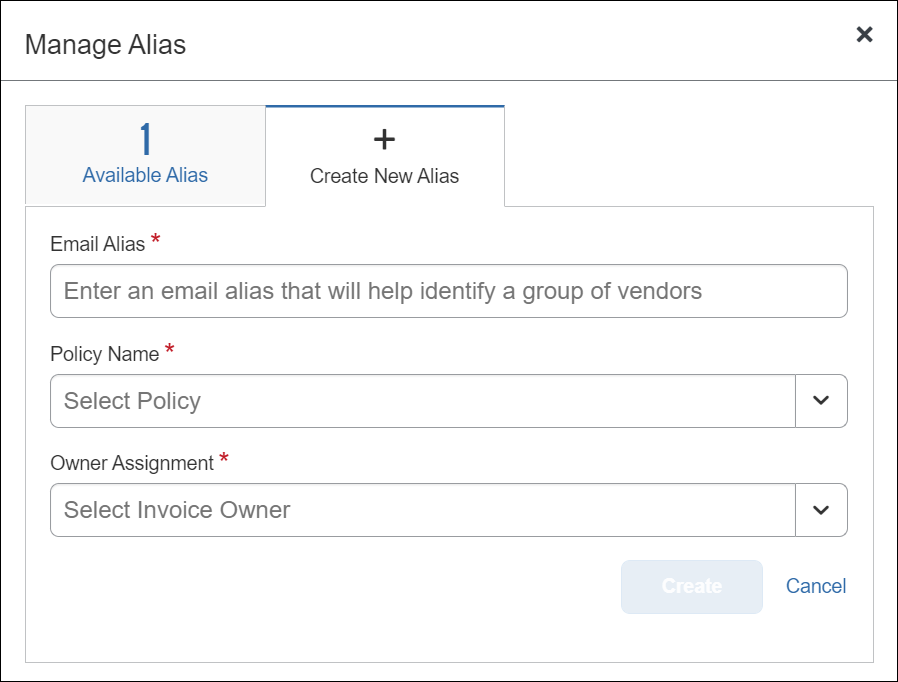 Manage Alias
1
Available Alias
+
Create New Alias
Email Alias *
Enter an email alias that will help identify a group of vendors
Policy Name *
Select Policy
Owner Assignment *
Select Invoice Owner
Create
Cancel